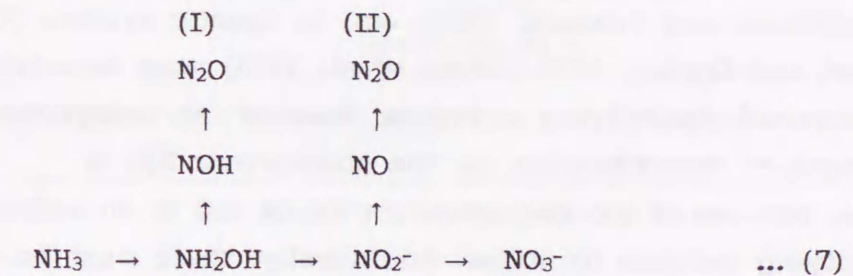 (I) (II)
N₂O N₂O
↑ ↑
NOH NO
↑ ↑
NH₃ → NH₂OH NO₂⁻ NO₃⁻ ... (7)